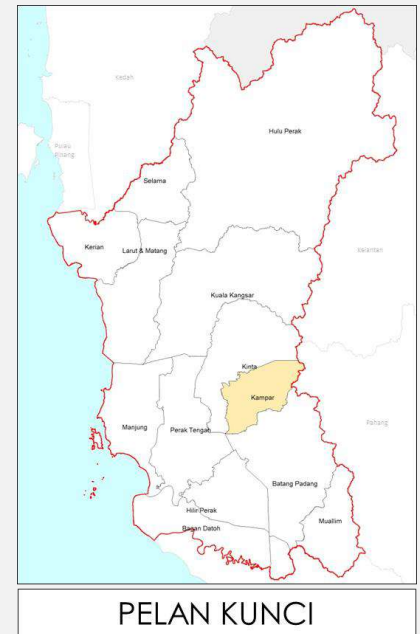 Kedah
Hulu Perak
Pulau
Pinang
Selama
Kerian
Larut & Matang
Kelantan
Kuala Kangsar
Kinta
Kampar
Pahang
Manjung
Perak Tengah
Batang Padang
Hilir Perak
Muallim
Bagan Datoh
PELAN KUNCI